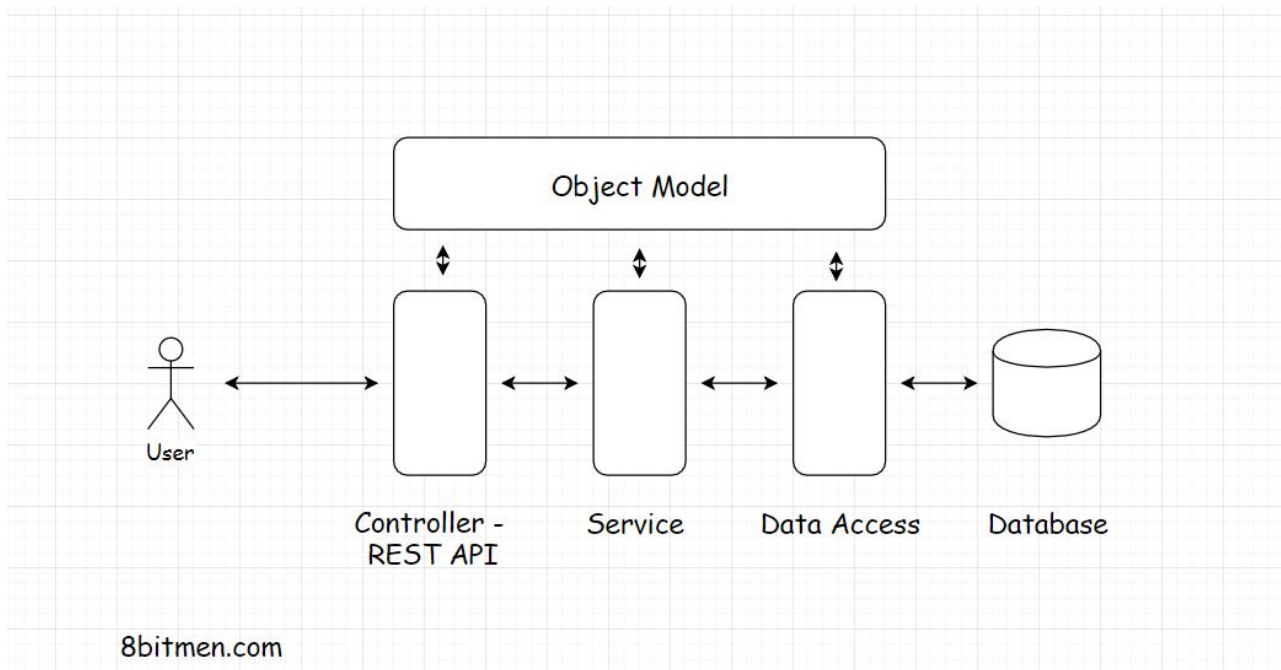 Object Model
User
Controller -
REST API
Service
Data Access
Database
8bitmen.com